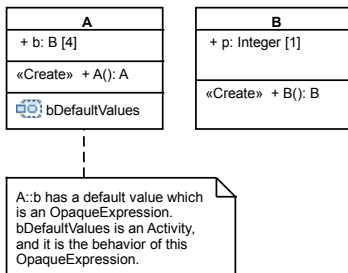 A
+ b: B [4]
«Create» + A(): A
bDefaultValues
B
+ p: Integer [1]
«Create» + B(): B
A::b has a default value which
is an OpaqueExpression.
bDefaultValues is an Activity,
and it is the behavior of this
OpaqueExpression.